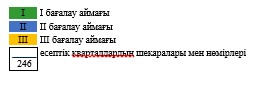 I I бағалау аймағы
II II бағалау аймағы
III III бағалау аймағы
есептік кварталдардың шекаралары мен нөмірлері
246